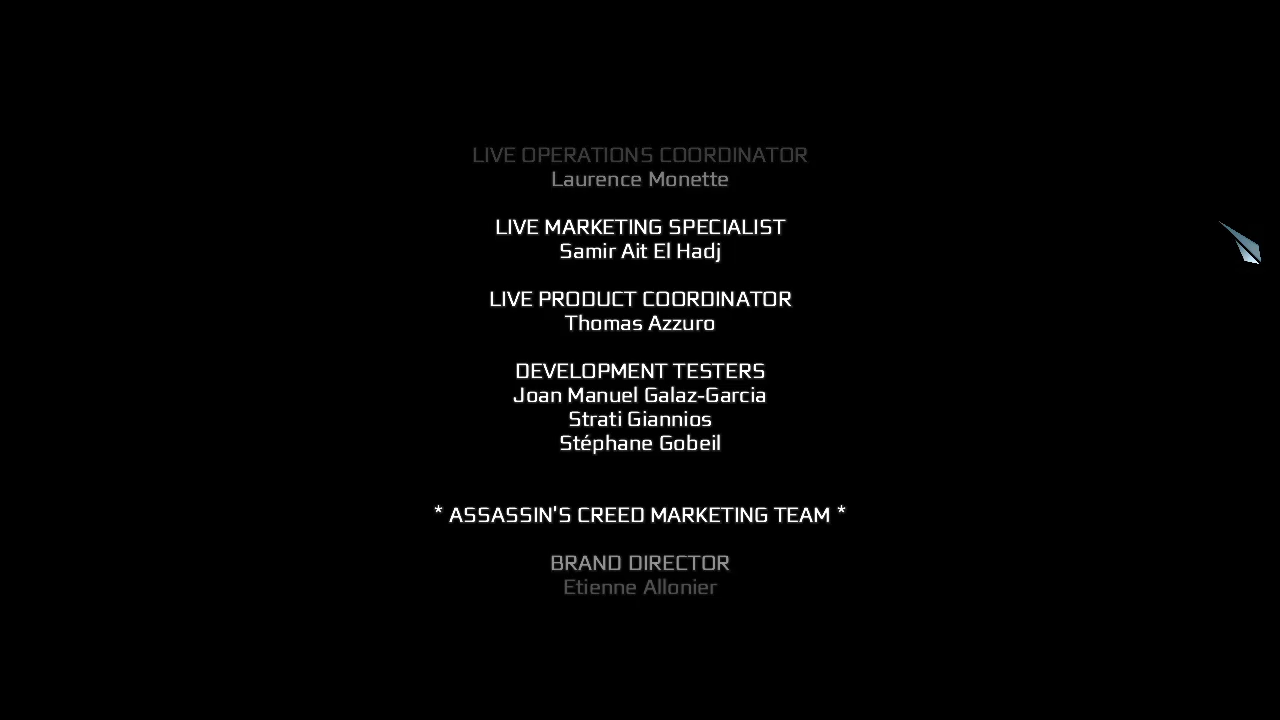 LIVE OPERATIONS COORDINATOR
Laurence Monette
LIVE MARKETING SPECIALIST
Samir Ait El Hadj
LIVE PRODUCT COORDINATOR
Thomas Azzuro
DEVELOPMENT TESTERS
Joan Manuel Galaz-Garcia
Strati Giannios
Stéphane Gobeil
* ASSASSIN'S CREED MARKETING TEAM *
BRAND DIRECTOR
Etienne Allonier